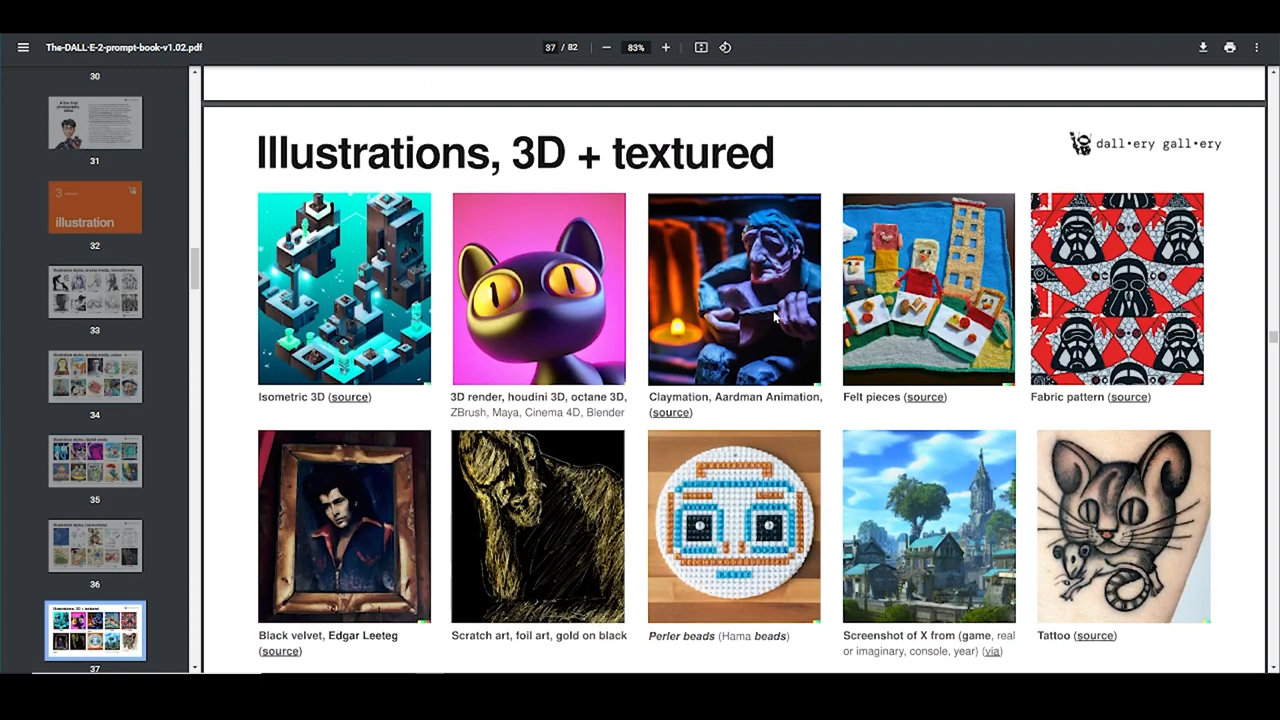 The-DALL-E-2-prompt-book-v1.02.pdf
37 / 82
83%
30
31
3
illustration
32
33
34
35
36
Illustrations, 3D + textured
37
Illustrations, 3D + textured
dall•ery gall•ery
Isometric 3D (source)
3D render, houdini 3D, octane 3D,
ZBrush, Maya, Cinema 4D, Blender
Claymation, Aardman Animation,
(source)
Felt pieces (source)
Fabric pattern (source)
Black velvet, Edgar Leeteg
(source)
Scratch art, foil art, gold on black
Perler beads (Hama beads)
Screenshot of X from (game, real
or imaginary, console, year) (via)
Tattoo (source)